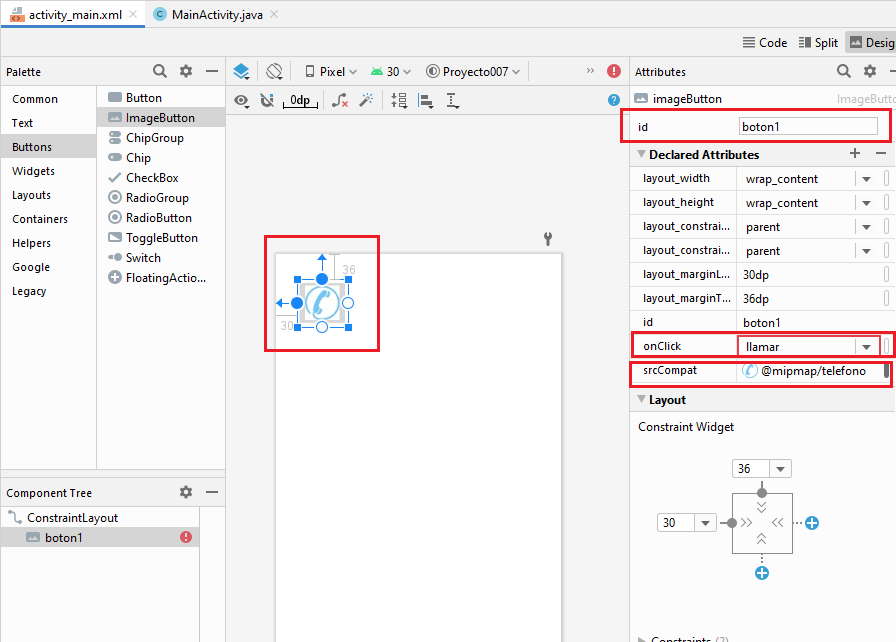 activity_main.xml
MainActivity.java
Code
Split
Desig
Palette
Pixel
30
Proyecto007
Attributes
Common
Text
Buttons
Widgets
Layouts
Containers
Helpers
Google
Legacy
Button
ImageButton
ChipGroup
Chip
CheckBox
RadioGroup
RadioButton
ToggleButton
Switch
FloatingActio...
0dp
36
30
imageButton
ImageButto
id
boton1
Declared Attributes
layout_width
wrap_content
layout_height
wrap_content
layout_constrai...
parent
layout_constrai...
parent
layout_marginL...
30dp
layout_marginT...
36dp
id
boton1
onClick
llamar
srcCompat
@mipmap/telefono
Layout
Constraint Widget
36
30
Constraints (2)
Component Tree
ConstraintLayout
boton1